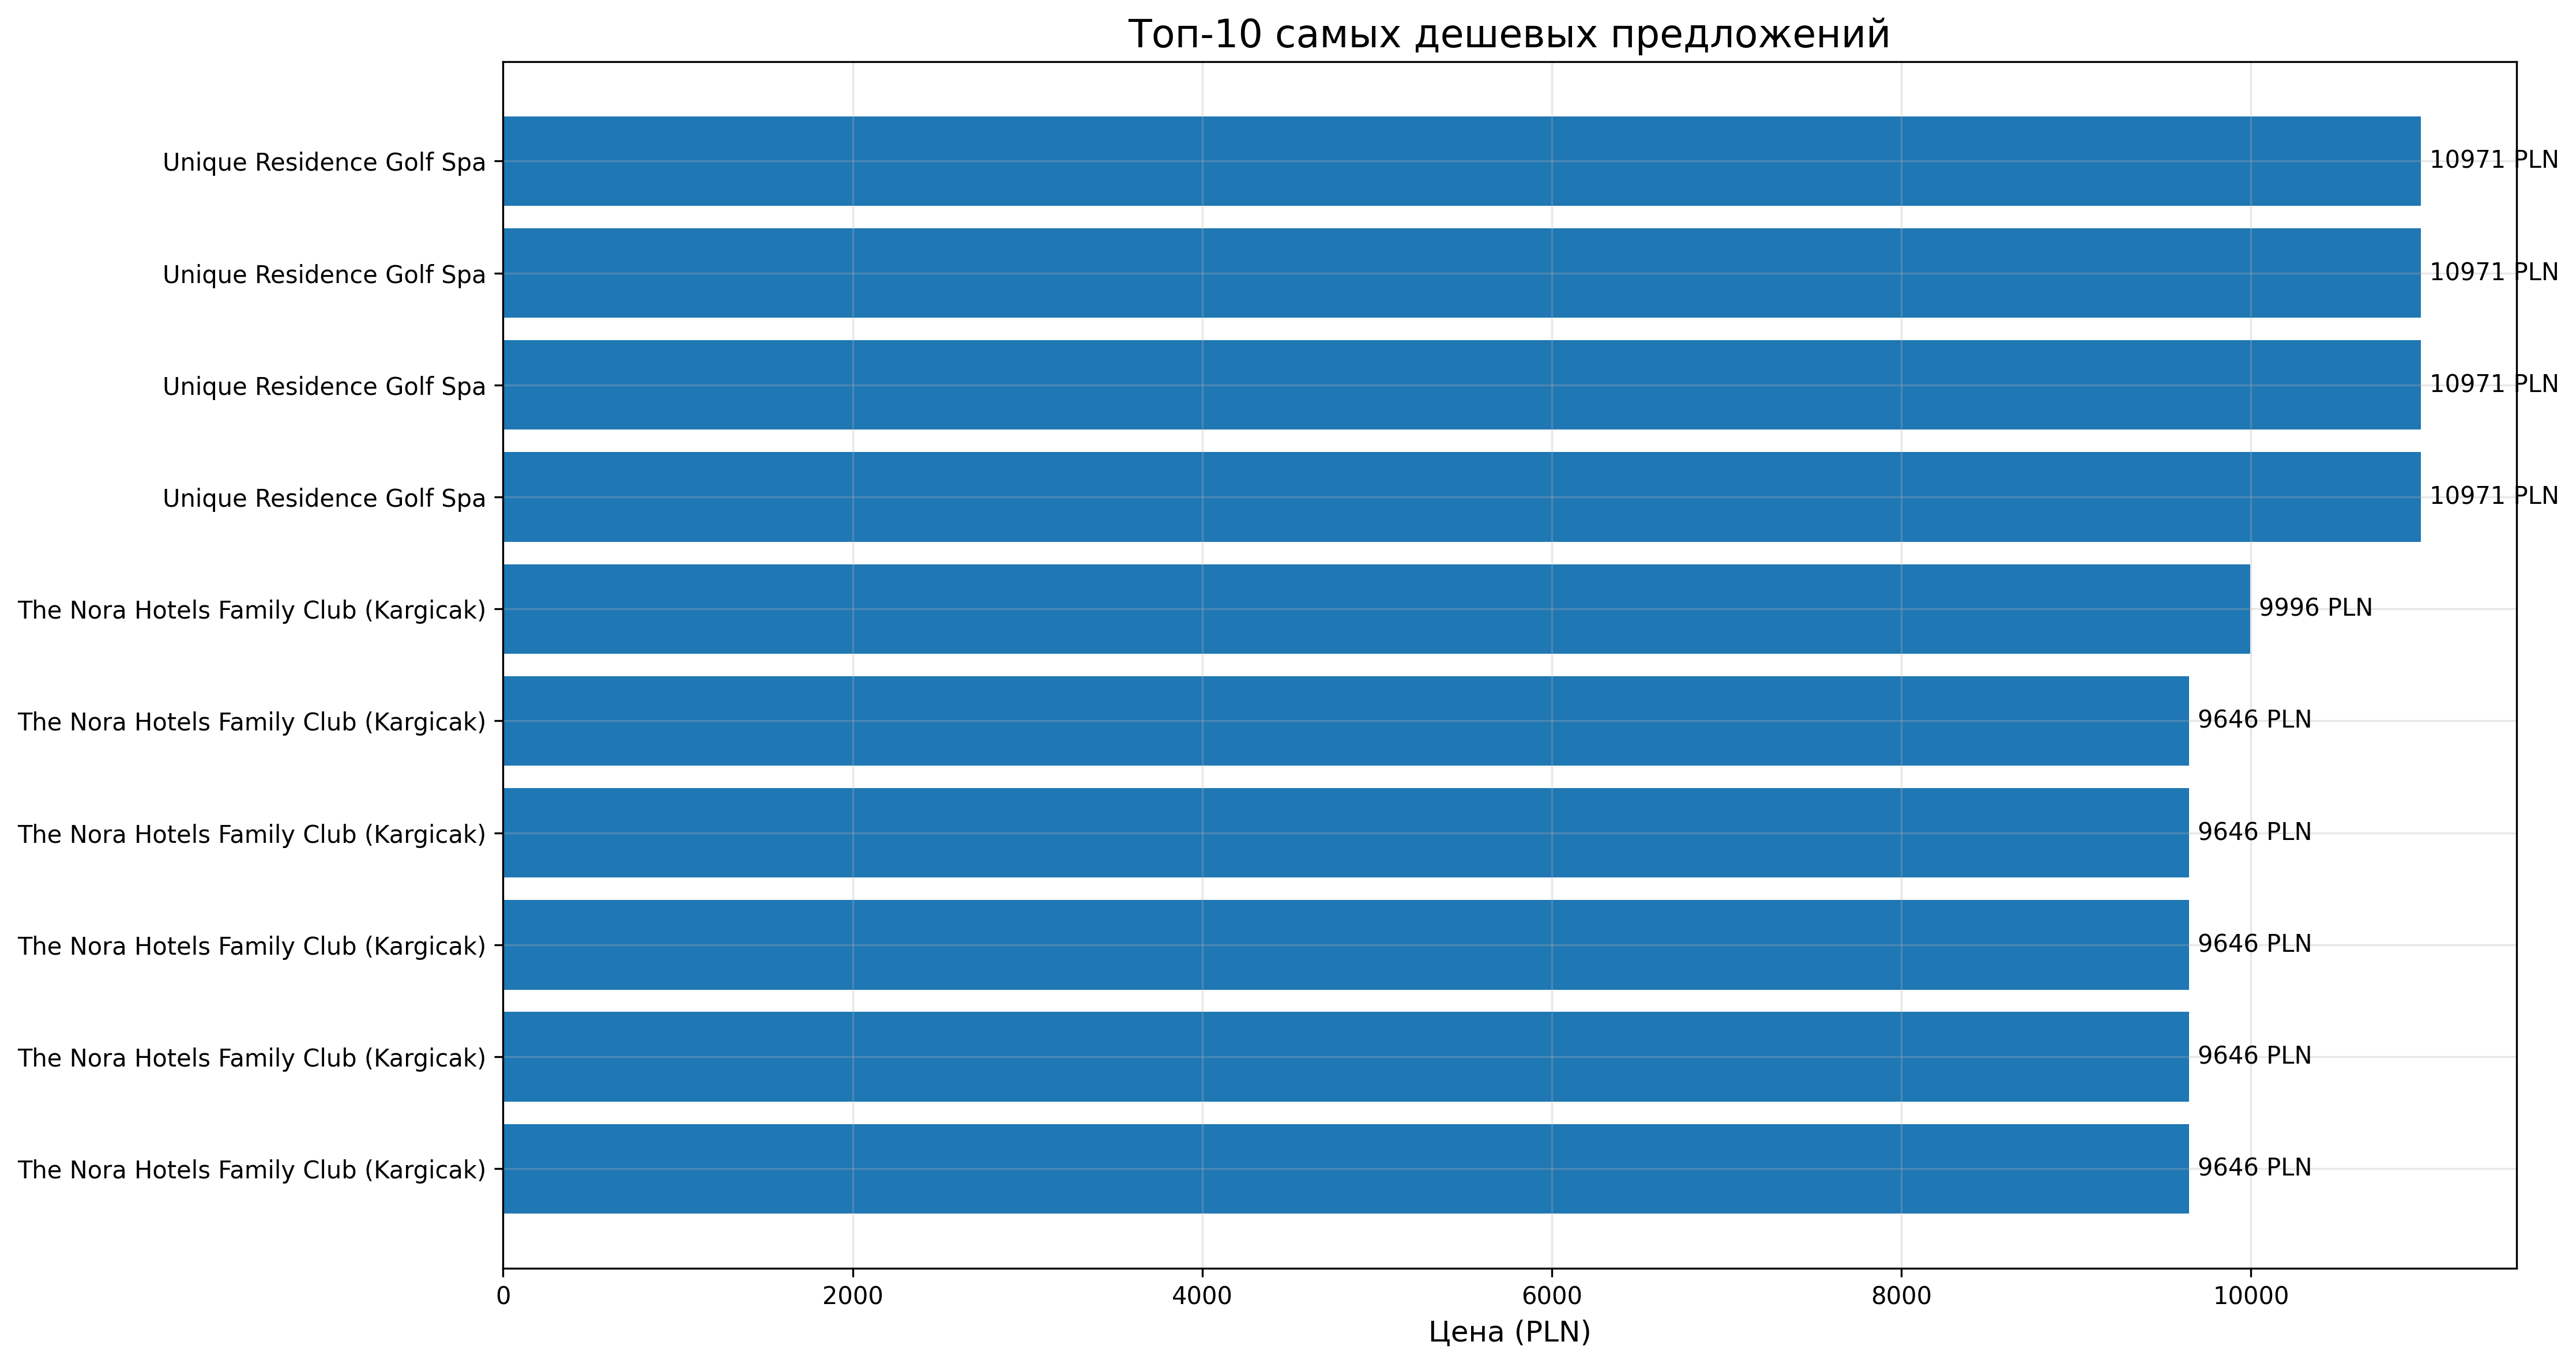 Топ-10 самых дешевых предложений
Unique Residence Golf Spa 10971 PLN
Unique Residence Golf Spa 10971 PLN
Unique Residence Golf Spa 10971 PLN
Unique Residence Golf Spa 10971 PLN
The Nora Hotels Family Club (Kargicak) 9996 PLN
The Nora Hotels Family Club (Kargicak) 9646 PLN
The Nora Hotels Family Club (Kargicak) 9646 PLN
The Nora Hotels Family Club (Kargicak) 9646 PLN
The Nora Hotels Family Club (Kargicak) 9646 PLN
The Nora Hotels Family Club (Kargicak) 9646 PLN
0 2000 4000 6000 8000 10000
Цена (PLN)